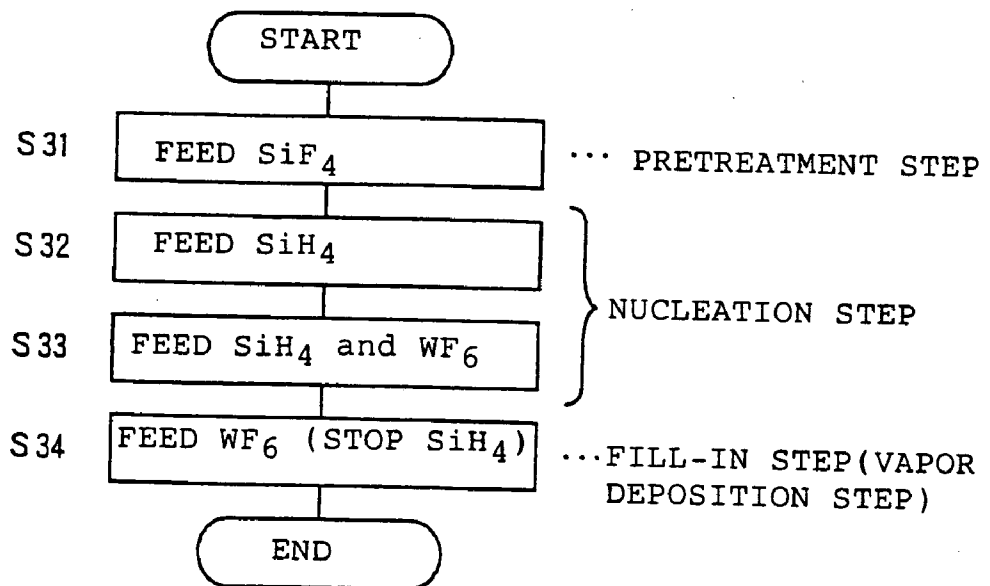 START
S31 FEED SiF4 ··· PRETREATMENT STEP
S32 FEED SiH4
NUCLEATION STEP
S33 FEED SiH4 and WF6
S34 FEED WF6 (STOP SiH4) ···FILL-IN STEP(VAPOR
DEPOSITION STEP)
END